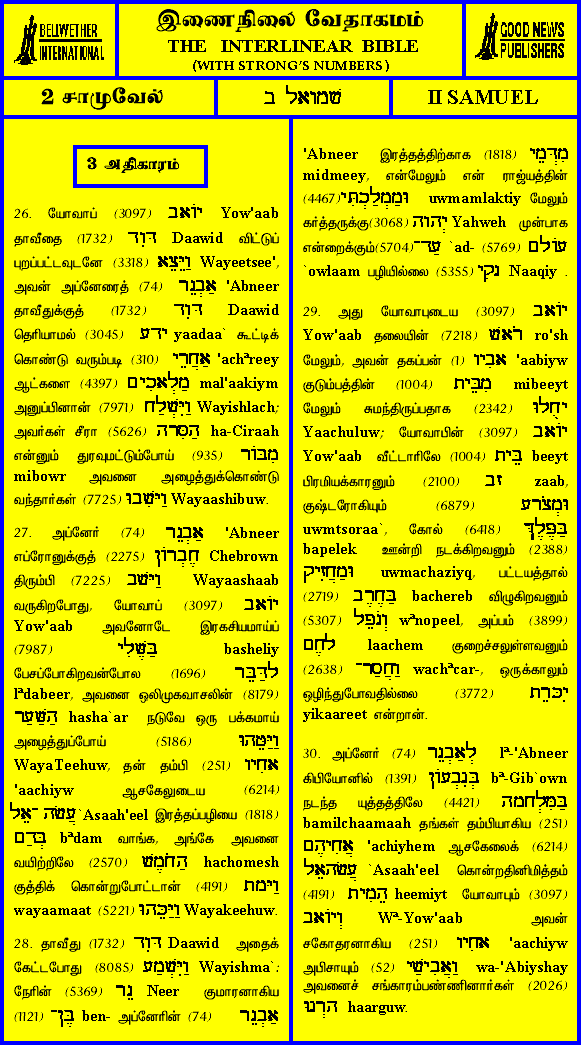 BELLWETHER
INTERNATIONAL
இணைநிலை வேதாகமம்
THE INTERLINEAR BIBLE
(WITH STRONG'S NUMBERS)
GOOD NEWS
PUBLISHERS
2 சாமுவேல்
שמואל ב
II SAMUEL
3 அதிகாரம்
26. யோவாப் (3097) יוֹאָב Yow'aab
தாவீதை (1732) דָּוִד Daawid விட்டுப்
புறப்பட்டவுடனே (3318) וַיֵּצֵא Wayeetsee',
அவன் அப்னேரைத் (74) אַבְנֵר 'Abneer
தாவீதுக்குத் (1732) דָוִד Daawid
தெரியாமல் (3045) יָדָע yaadaa` கூட்டிக்
கொண்டு வரும்படி (310) אַחֲרֵי 'achªreey
ஆட்களை (4397) מַלְאָכִים mal'aakiym
அனுப்பினான் (7971) וַיִּשְׁלַח Wayishlach;
அவர்கள் சீரா (5626) הַסִּרָה ha-Ciraah
என்னும் துரவுமட்டும்போய் (935) מִבּוֹר
mibowr அவனை அழைத்துக்கொண்டு
வந்தார்கள் (7725) וַיָּשִׁבוּ Wayaashibuw.
27. அப்னேர் (74) אַבְנֵר 'Abneer
எப்ரோனுக்குத் (2275) חֶבְרוֹן Chebrown
திரும்பி (7225) וַיָּשָׁב Wayaashaab
வருகிறபோது, யோவாப் (3097) יוֹאָב
Yow'aab அவனோடே இரகசியமாய்ப்
(7987) בַּשֶּׁלִי basheliy
பேசப்போகிறவன்போல (1696) לְדַבֵּר
lªdabeer, அவனை ஒலிமுகவாசலின் (8179)
הַשַּׁעַר hasha`ar நடுவே ஒரு பக்கமாய்
அழைத்துப்போய் (5186) וַיַּטֵּהוּ
WayaTeehuw, தன் தம்பி (251) אָחִיו
'aachiyw ஆசகேலுடைய (6214)
עֲשָׂה־אֵל `Asaah'eel இரத்தப்பழியை (1818)
בְּדַם bªdam வாங்க, அங்கே அவனை
வயிற்றிலே (2570) הַחֹמֶשׁ hachomesh
குத்திக் கொன்றுபோட்டான் (4191) וַיָּמָת
wayaamaat (5221) וַיַּכֵּהוּ Wayakeehuw.
28. தாவீது (1732) דָּוִד Daawid அதைக்
கேட்டபோது (8085) וַיִּשְׁמַע Wayishma`;
நேரின் (5369) נֵר Neer குமாரனாகிய
(1121) בֶּן־ ben- அப்னேரின் (74) אַבְנֵר
'Abneer இரத்தத்திற்காக (1818) מִדְּמֵי
midmeey, என்மேலும் என் ராஜ்யத்தின்
(4467) וּמַמְלַכְתִּי uwmamlaktiy மேலும்
கர்த்தருக்கு(3068) יְהוָה Yahweh முன்பாக
என்றைக்கும்(5704) עַד־ `ad- (5769) עוֹלָם
`owlaam பழியில்லை (5355) נָקִי Naaqiy .
29. அது யோவாபுடைய (3097) יוֹאָב
Yow'aab தலையின் (7218) רֹאשׁ ro'sh
மேலும், அவன் தகப்பன் (1) אָבִיו 'aabiyw
குடும்பத்தின் (1004) מִבֵּית mibeeyt
மேலும் சுமந்திருப்பதாக (2342) יָחֻלוּ
Yaachuluw; யோவாபின் (3097) יוֹאָב
Yow'aab வீட்டாரிலே (1004) בֵּית beeyt
பிரமியக்காரனும் (2100) זָב zaab,
குஷ்டரோகியும் (6879) וּמְצֹרָע
uwmtsoraa`, கோல் (6418) בַּפֶּלֶךְ
bapelek ஊன்றி நடக்கிறவனும் (2388)
וּמַחֲזִיק uwmachaziyq, பட்டயத்தால்
(2719) בַּחֶרֶב bachereb விழுகிறவனும்
(5307) וְנֹפֵל wªnopeel, அப்பம் (3899)
לָחֶם laachem குறைச்சலுள்ளவனும்
(2638) וַחֲסַר־ wachªcar-, ஒருக்காலும்
ஒழிந்துபோவதில்லை (3772) יִכָּרֵת
yikaareet என்றான்.
30. அப்னேர் (74) לְאַבְנֵר lª-'Abneer
கிபியோனில் (1391) בְּגִבְעוֹן bª-Gib`own
நடந்த யுத்தத்திலே (4421) בַּמִּלְחָמָה
bamilchaamaah தங்கள் தம்பியாகிய (251)
אֲחִיהֶם 'achiyhem ஆசகேலைக் (6214)
עֲשָׂהאֵל `Asaah'eel கொன்றதினிமித்தம்
(4191) הֵמִית heemiyt யோவாபும் (3097)
וְיוֹאָב Wª-Yow'aab அவன்
சகோதரனாகிய (251) אָחִיו 'aachiyw
அபிசாயும் (52) וַאֲבִישַׁי wa-'Abiyshay
அவனைச் சங்காரம்பண்ணினார்கள் (2026)
הָרְגוּ haarguw.